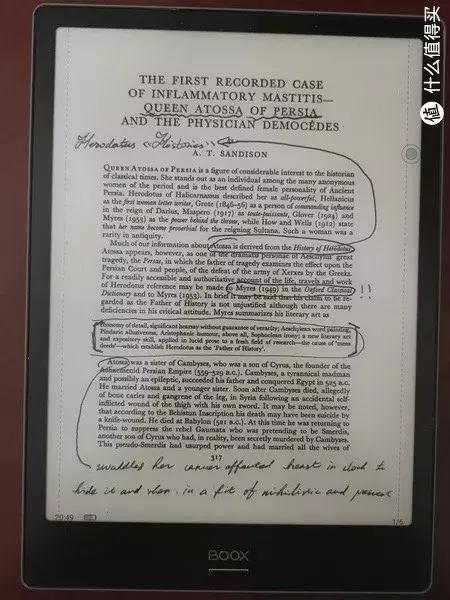 什么值得买
值
THE FIRST RECORDED CASE
OF INFLAMMATORY MASTITIS—
QUEEN ATOSSA OF PERSIA
AND THE PHYSICIAN DEMOCÊDES
Herodotus «Histories»
A. T. SANDISON
QUEEN ATOSSA OF PERSIA is a figure of considerable interest to the historian
of classical times. She stands out as an individual among the many anonymous
women of the period and is the best defined female personality of Ancient
Persia. Herodotus of Halicarnassus described her as all-powerful, Hellanicus
as the first woman letter writer, Grote (1846–56) as a person of commanding influence
in the reign of Darius, Maspero (1917) as toute-puissante, Glover (1924) and
Myres (1953) as the power behind the throne, while How and Wells (1912) state
that her name become proverbial for the reigning Sultana. Such a woman was a
rarity in antiquity.
Much of our information about Atossa is derived from the History of Herodotus.
Atossa appears, however, as one of the dramatis personae of Aeschylus' great
tragedy, the Persae, in which the father of tragedy examines the effect upon the
Persian Court and people, of the defeat of the army of Xerxes by the Greeks.
For a readily accessible and authoritative account of the life, travels and work
of Herodotus reference may be made to Myres (1949) in the Oxford Classical !!
Dictionary and to Myres (1953). In brief it may be said that his claim to be re-
garded as the Father of History is not unjustified although there are many
deficiencies in his critical attitude. Myres summarizes his literary art as
Economy of detail, significant hearsay without guarantee of veracity; Aeschylean word painting,
Pindaric allusiveness, Aristophanic humour, above all, Sophoclean irony; a new literary art
and expository skill, applied in lucid prose to a fresh field of research—the cause of 'mens
deeds'—which establish Herodotus as the 'Father of History'.
Atossa was a sister of Cambyses, who was a son of Cyrus, the founder of the
Achaemenid Persian Empire (559–529 B.C.). Cambyses, a tyrannical madman
and possibly an epileptic, succeeded his father and conquered Egypt in 525 B.C.
He married Atossa and a younger sister. Soon after Cambyses died, allegedly
of bone caries and gangrene of the leg, in Syria following an accidental self-
inflicted wound of the thigh with his own sword. It may be noted, however,
that according to the Behistun Inscription his death may have been suicide by
a knife-wound. He died at Babylon (521 B.C.). At this time he was returning to
Persia to suppress the rebel Gaumata who was pretending to be Smerdis,
another son of Cyrus who had, in reality, been secretly murdered by Cambyses.
This pseudo-Smerdis had usurped power and had married all the wives of
317
swaddles her cancer affected breast in cloth to
hide it and then, in a fit of nihilistic and
20:49
1/6
BOOX